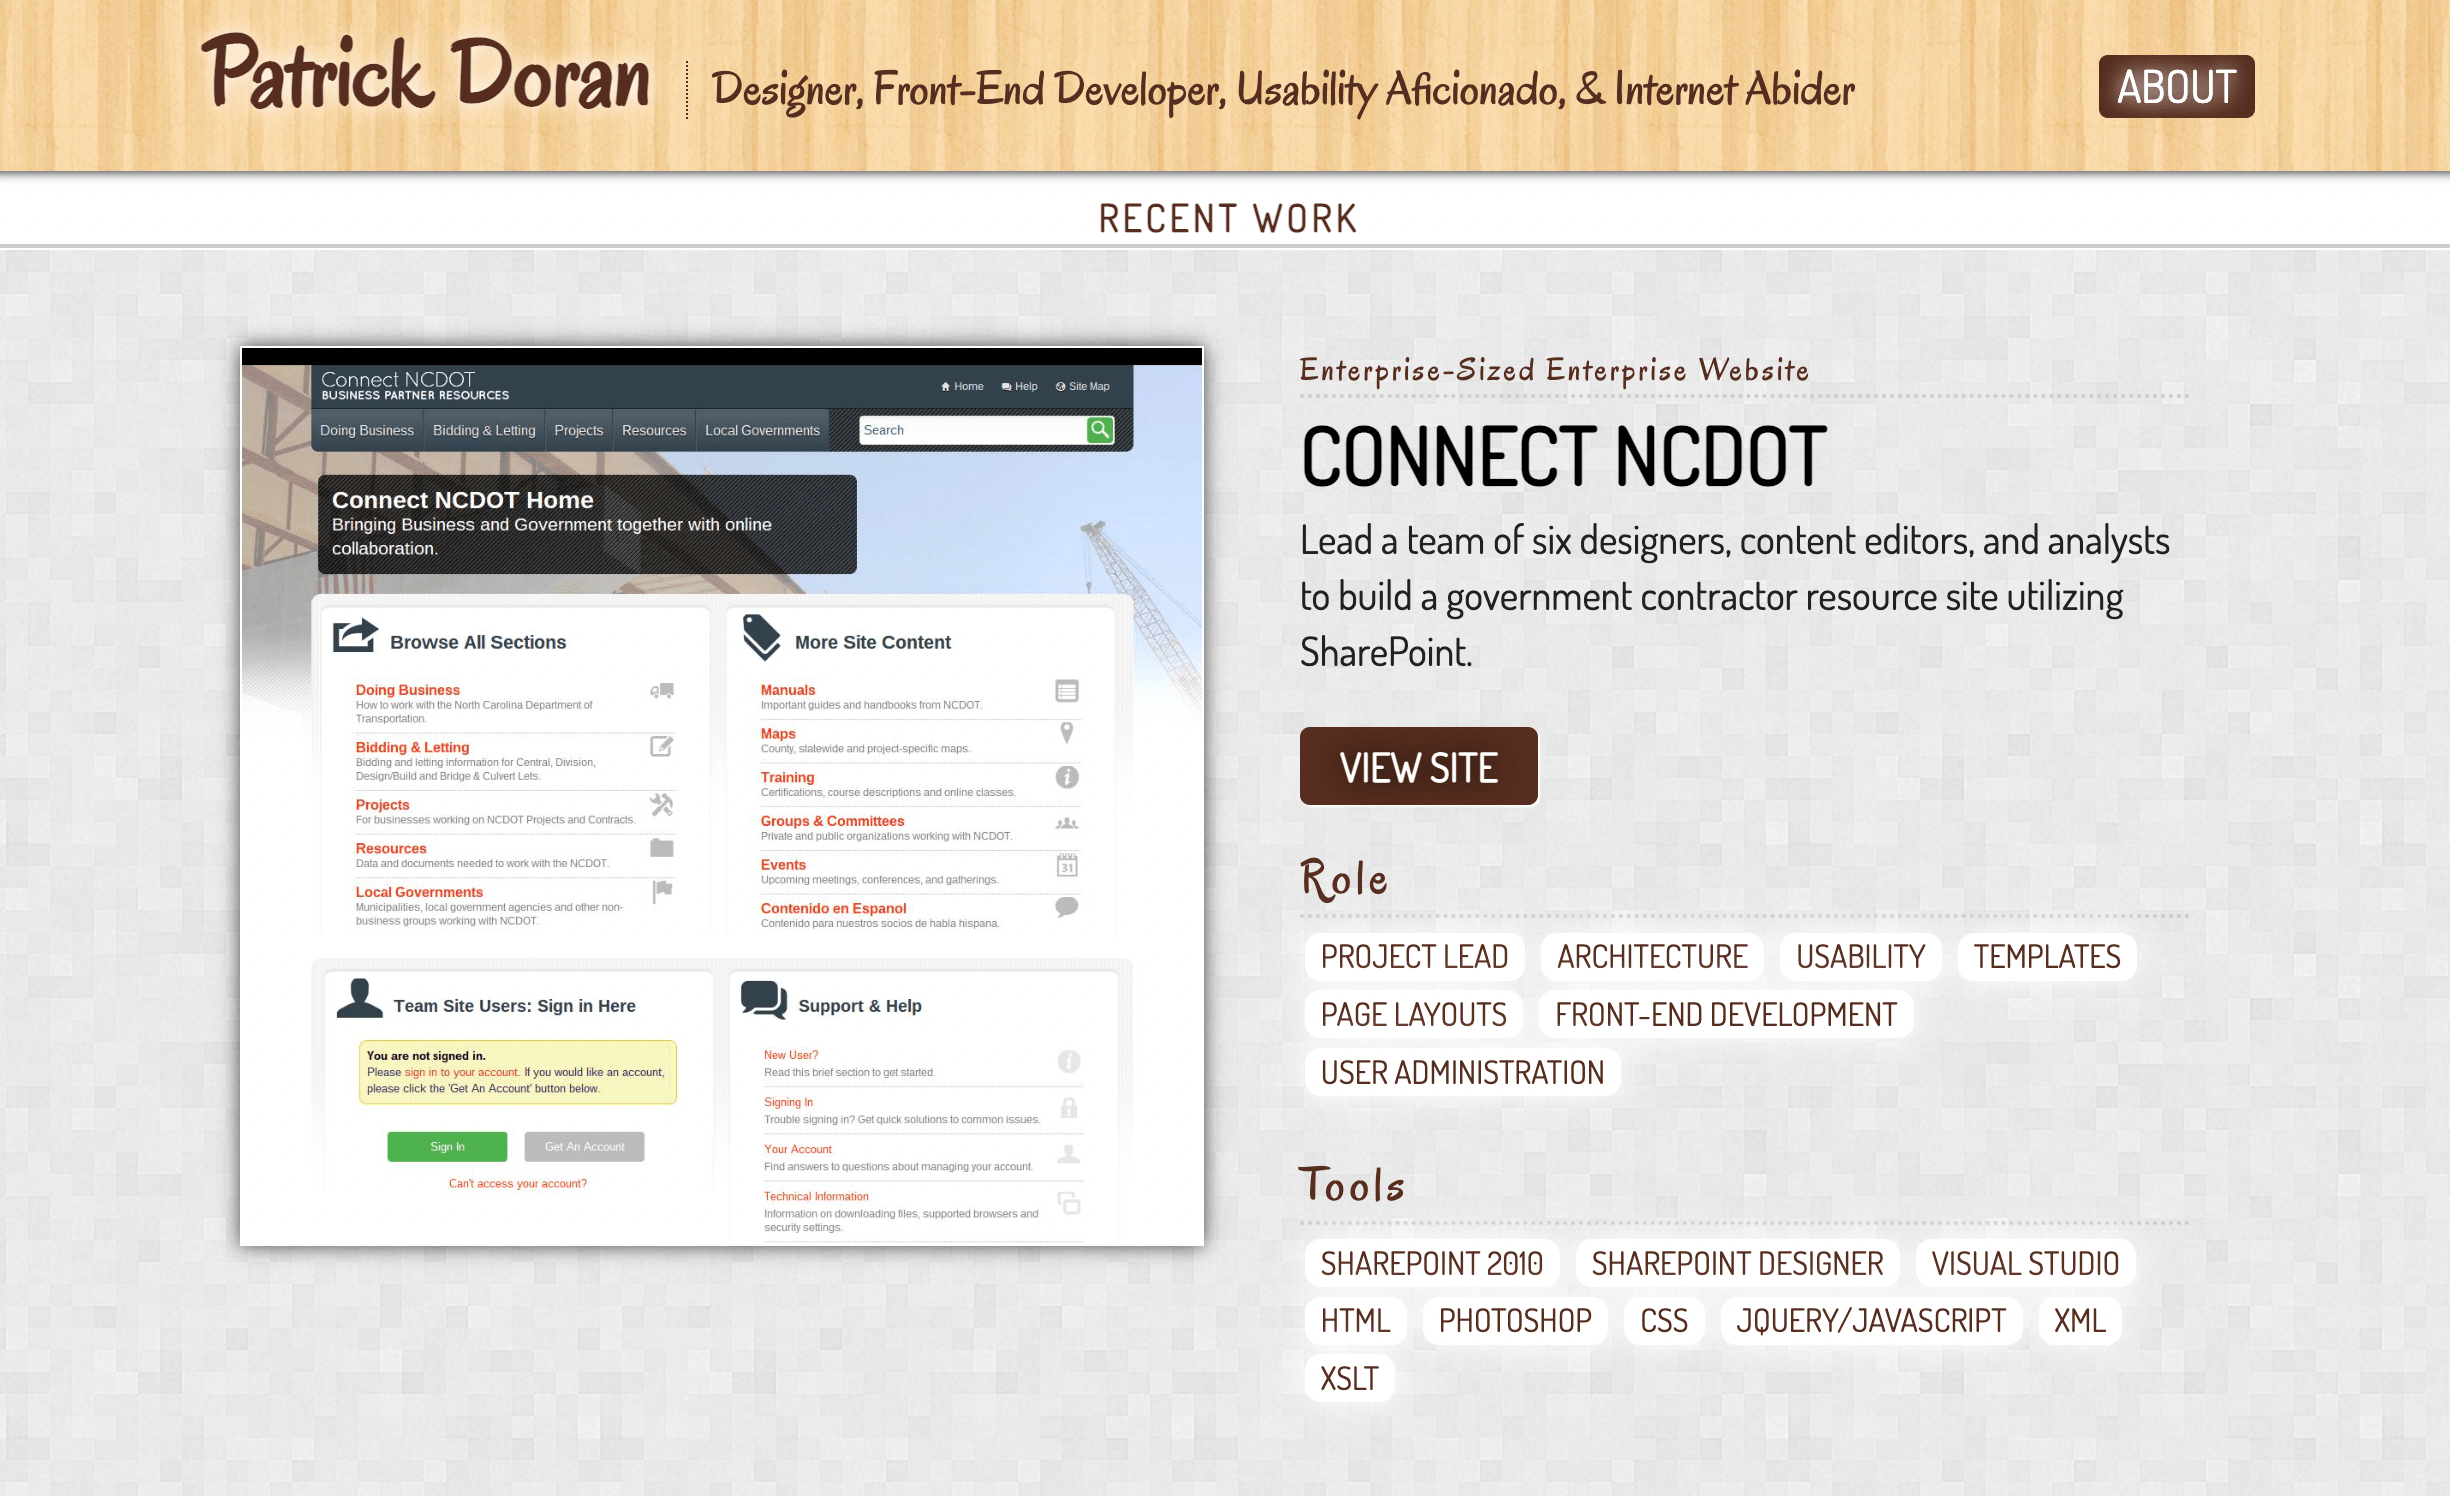 Patrick Doran
Designer, Front-End Developer, Usability Aficionado, & Internet Abider
ABOUT
RECENT WORK
Connect NCDOT
BUSINESS PARTNER RESOURCES
Home
Help
Site Map
Doing Business
Bidding & Letting
Projects
Resources
Local Governments
Search
Connect NCDOT Home
Bringing Business and Government together with online
collaboration.
Browse All Sections
Doing Business
How to work with the North Carolina Department of
Transportation.
Bidding & Letting
Bidding and letting information for Central, Division,
Design/Build and Bridge & Culvert Lets.
Projects
For businesses working on NCDOT Projects and Contracts.
Resources
Data and documents needed to work with the NCDOT.
Local Governments
Municipalities, local government agencies and other non-
business groups working with NCDOT.
More Site Content
Manuals
Important guides and handbooks from NCDOT.
Maps
County, statewide and project-specific maps.
Training
Certifications, course descriptions and online classes.
Groups & Committees
Private and public organizations working with NCDOT.
Events
Upcoming meetings, conferences, and gatherings.
31
Contenido en Espanol
Contenido para nuestros socios de habla hispana.
Team Site Users: Sign in Here
You are not signed in.
Please sign in to your account. If you would like an account,
please click the 'Get An Account' button below.
Sign In
Get An Account
Can't access your account?
Support & Help
New User?
Read this brief section to get started.
Signing In
Trouble signing in? Get quick solutions to common issues.
Your Account
Find answers to questions about managing your account.
Technical Information
Information on downloading files, supported browsers and
security settings.
Enterprise-Sized Enterprise Website
CONNECT NCDOT
Lead a team of six designers, content editors, and analysts
to build a government contractor resource site utilizing
SharePoint.
VIEW SITE
Role
PROJECT LEAD
ARCHITECTURE
USABILITY
TEMPLATES
PAGE LAYOUTS
FRONT-END DEVELOPMENT
USER ADMINISTRATION
Tools
SHAREPOINT 2010
SHAREPOINT DESIGNER
VISUAL STUDIO
HTML
PHOTOSHOP
CSS
JQUERY/JAVASCRIPT
XML
XSLT